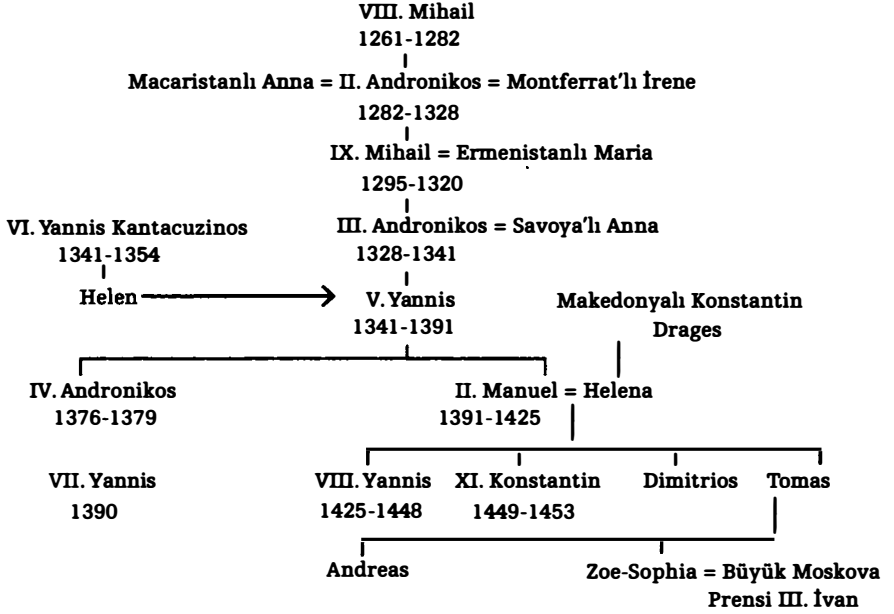 VIII. Mihail
1261-1282
Macaristanlı Anna = II. Andronikos = Montferrat'lı İrene
1282-1328
IX. Mihail = Ermenistanlı Maria
1295-1320
VI. Yannis Kantacuzinos
1341-1354
III. Andronikos = Savoya'lı Anna
1328-1341
Helen
V. Yannis
1341-1391
Makedonyalı Konstantin
Drages
IV. Andronikos
1376-1379
II. Manuel = Helena
1391-1425
VII. Yannis
1390
VIII. Yannis
1425-1448
XI. Konstantin
1449-1453
Dimitrios
Tomas
Andreas
Zoe-Sophia = Büyük Moskova
Prensi III. İvan